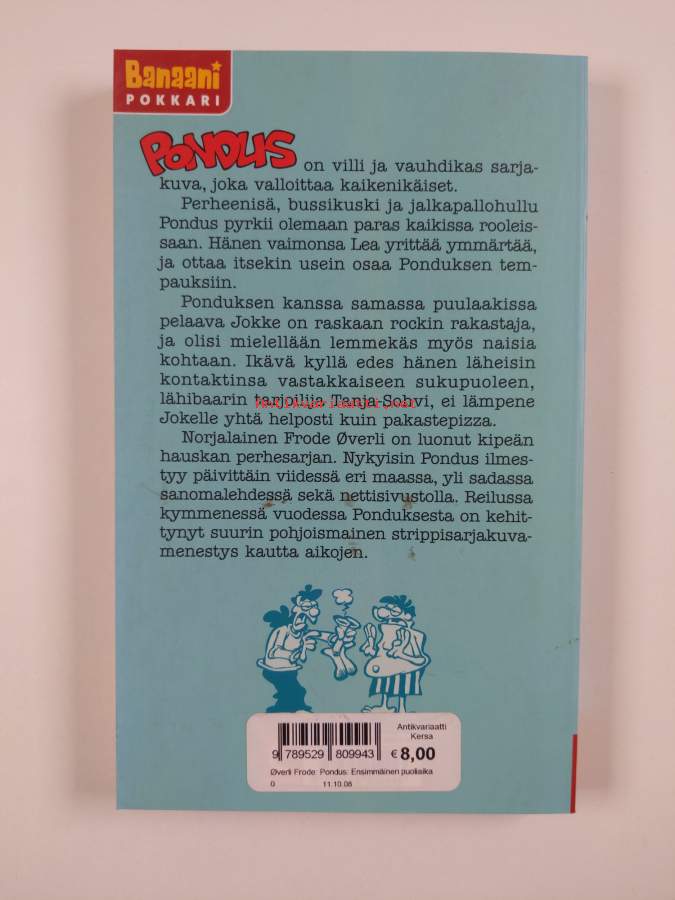 Banaani
POKKARI
PONDUS on villi ja vauhdikas sarja-
kuva, joka valloittaa kaikenikäiset.
Perheenisä, bussikuski ja jalkapallohullu
Pondus pyrkii olemaan paras kaikissa rooleis-
saan. Hänen vaimonsa Lea yrittää ymmärtää,
ja ottaa itsekin usein osaa Ponduksen tem-
pauksiin.
Ponduksen kanssa samassa puulaakissa
pelaava Jokke on raskaan rockin rakastaja,
ja olisi mielellään lemmekäs myös naisia
kohtaan. Ikävä kyllä edes hänen läheisin
kontaktinsa vastakkaiseen sukupuoleen,
lähibaarin tarjoilija Tanja-Sohvi, ei lämpene
Antikvariaatti.net
Jokelle yhtä helposti kuin pakastepizza.
Norjalainen Frode Øverli on luonut kipeän
hauskan perhesarjan. Nykyisin Pondus ilmes-
tyy päivittäin viidessä eri maassa, yli sadassa
sanomalehdessä sekä nettisivustolla. Reilussa
kymmenessä vuodessa Ponduksesta on kehit-
tynyt suurin pohjoismainen strippisarjakuva-
menestys kautta aikojen.
Antikvariaatti
Kersa
9 789529 809943 € 8,00
Øverli Frode: Pondus: Ensimmäinen puoliaika
0 11.10.08